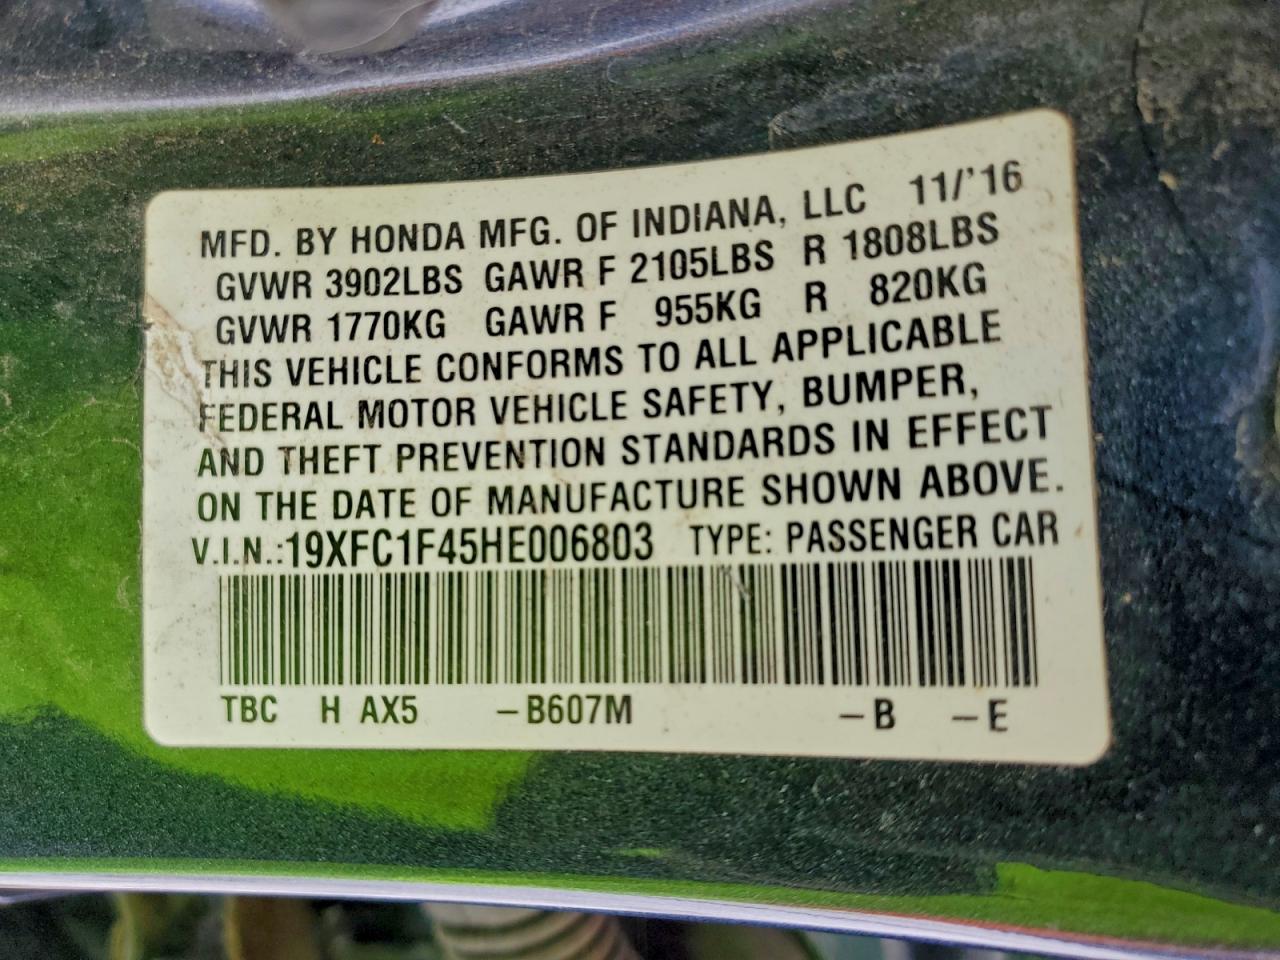 MFD. BY HONDA MFG. OF INDIANA, LLC 11/'16
GVWR 3902LBS GAWR F 2105LBS R 1808LBS
GVWR 1770KG GAWR F 955KG R 820KG
THIS VEHICLE CONFORMS TO ALL APPLICABLE
FEDERAL MOTOR VEHICLE SAFETY, BUMPER,
AND THEFT PREVENTION STANDARDS IN EFFECT
ON THE DATE OF MANUFACTURE SHOWN ABOVE.
V.I.N.:19XFC1F45HE006803 TYPE: PASSENGER CAR
TBC H AX5 –B607M –B –E